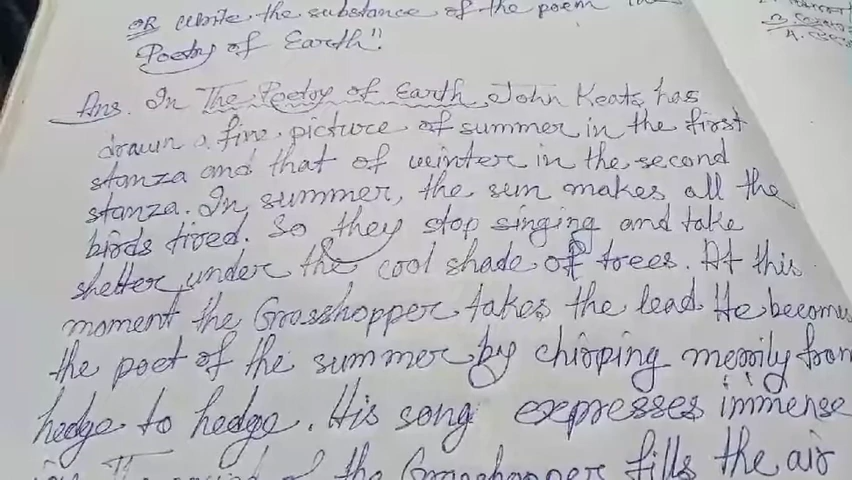 OR Write the substance of the poem
Poetry of Earth".
Ans. In The Poetry of Earth John Keats has
drawn a fine picture of summer in the first
stanza and that of winter in the second
stanza. In summer, the sun makes all the
birds tired. So they stop singing and take
shelter under the cool shade of trees. At this
moment the Grasshopper takes the lead. He becomes
the poet of the summer by chirping merrily from
hedge to hedge. His song expresses immense
the Grasshopper fills the air